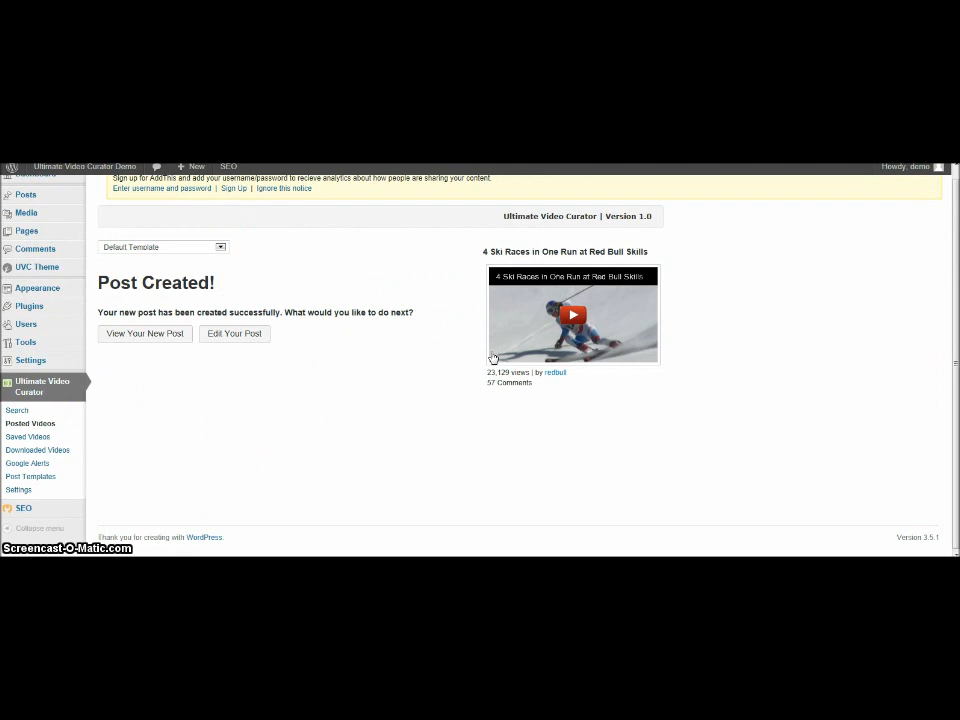 Ultimate Video Curator Demo
New
SEO
Howdy, demo
Dashboard
Posts
Media
Pages
Comments
UVC Theme
Appearance
Plugins
Users
Tools
Settings
Ultimate Video
Curator
Search
Posted Videos
Saved Videos
Downloaded Videos
Google Alerts
Post Templates
Settings
SEO
Collapse menu
Sign up for AddThis and add your username/password to recieve analytics about how people are sharing your content.
Enter username and password | Sign Up | Ignore this notice
Ultimate Video Curator | Version 1.0
Default Template
Post Created!
Your new post has been created successfully. What would you like to do next?
View Your New Post
Edit Your Post
4 Ski Races in One Run at Red Bull Skills
4 Ski Races in One Run at Red Bull Skills
23,129 views | by redbull
57 Comments
Thank you for creating with WordPress.
Version 3.5.1
Screencast-O-Matic.com